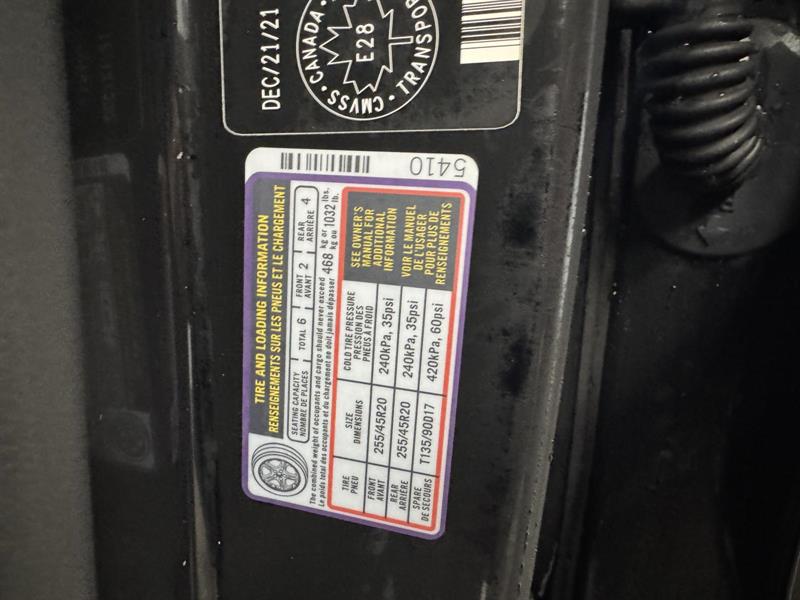 DEC/21/21
CANADA · TRANSPORT · CMVSS ·
E28
5410
TIRE AND LOADING INFORMATION
RENSEIGNEMENTS SUR LES PNEUS ET LE CHARGEMENT
SEATING CAPACITY TOTAL 6 FRONT 2 REAR 4
NOMBRE DE PLACES AVANT ARRIÈRE
The combined weight of occupants and cargo should never exceed 468 kg or 1032 lbs.
Le poids total des occupants et du chargement ne doit jamais dépasser kg ou lb.
TIRE SIZE COLD TIRE PRESSURE
PNEU DIMENSIONS PRESSION DES
PNEUS À FROID
FRONT 255/45R20 240kPa, 35psi
AVANT
REAR 255/45R20 240kPa, 35psi
ARRIÈRE
SPARE T135/90D17 420kPa, 60psi
DE SECOURS
SEE OWNER'S
MANUAL FOR
ADDITIONAL
INFORMATION
VOIR LE MANUEL
DE L'USAGER
POUR PLUS DE
RENSEIGNEMENTS